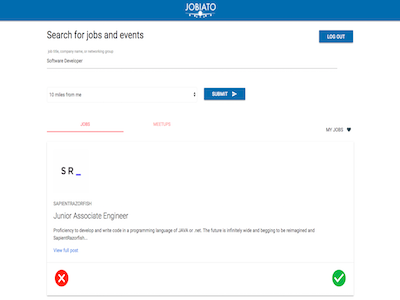 JOBIATO
Search for jobs and events
LOG OUT
job title, company name, or networking group
Software Developer
10 miles from me
SUBMIT
JOBS
MEETUPS
MY JOBS
SR_
SAPIENTRAZORFISH
Junior Associate Engineer
Proficiency to develop and write code in a programming language of JAVA or .net. The future is infinitely wide and begging to be reimagined and
SapientRazorfish...
View full post